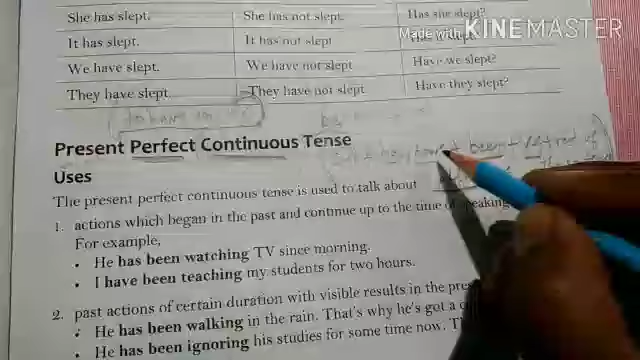 She has slept. She has not slept. Has she slept?
Made with KINEMASTER
It has slept. It has not slept
We have slept. We have not slept Have we slept?
They have slept. They have not slept Have they slept?
Present Perfect Continuous Tense
been +
Uses
The present perfect continuous tense is used to talk about
1. actions which began in the past and continue up to the time of speaking
For example,
• He has been watching TV since morning.
• I have been teaching my students for two hours.
2. past actions of certain duration with visible results in the
• He has been walking in the rain. That's why he's got a
• He has been ignoring his studies for some time now.